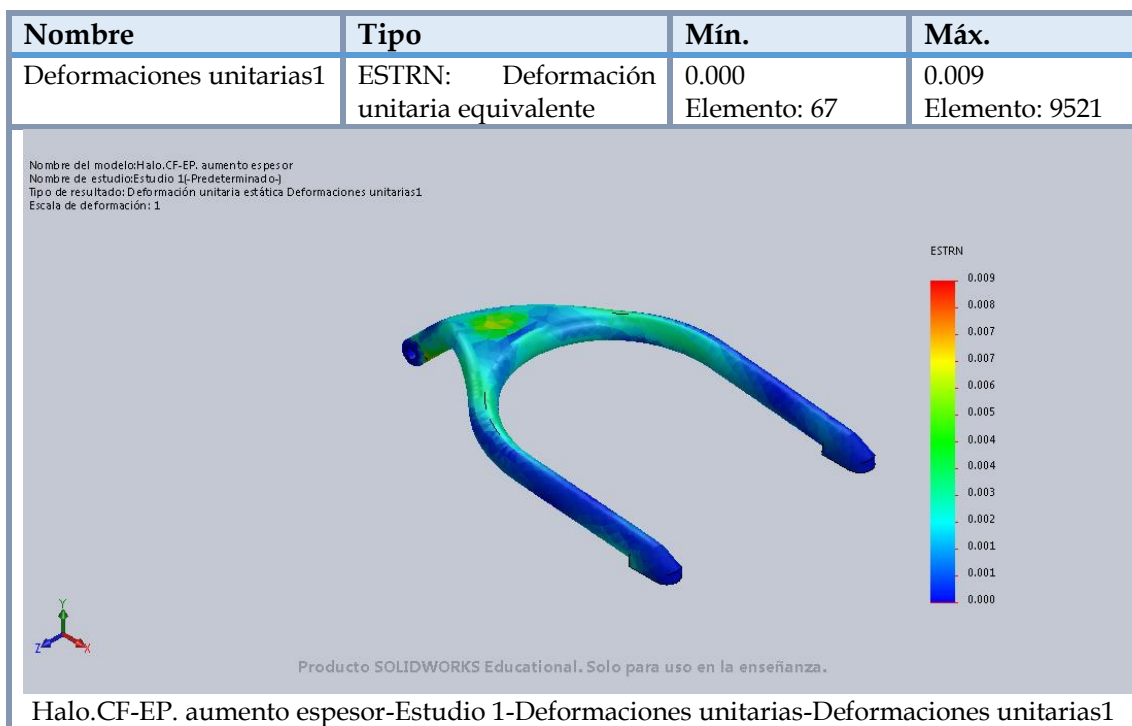 Nombre Tipo Mín. Máx.
Deformaciones unitarias1 ESTRN: Deformación 0.000 0.009
unitaria equivalente Elemento: 67 Elemento: 9521
Nombre del modelo:Halo.CF-EP. aumento espesor
Nombre de estudio:Estudio 1(-Predeterminado-)
Tipo de resultado: Deformación unitaria estática Deformaciones unitarias1
Escala de deformación: 1
ESTRN
0.009
0.008
0.007
0.007
0.006
0.005
0.004
0.004
0.003
0.002
0.001
0.001
0.000
Y
Z X
Producto SOLIDWORKS Educational. Solo para uso en la enseñanza.
Halo.CF-EP. aumento espesor-Estudio 1-Deformaciones unitarias-Deformaciones unitarias1